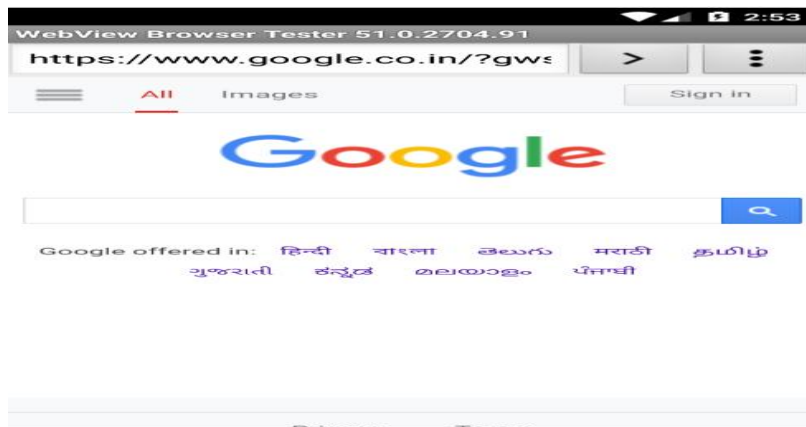 2:53
WebView Browser Tester 51.0.2704.91
https://www.google.co.in/?gws
All Images Sign in
Google
Google offered in: हिन्दी বাংলা తెలుగు मराठी தமிழ்
ગુજરાતી ಕನ್ನಡ മലയാളം ਪੰਜਾਬੀ